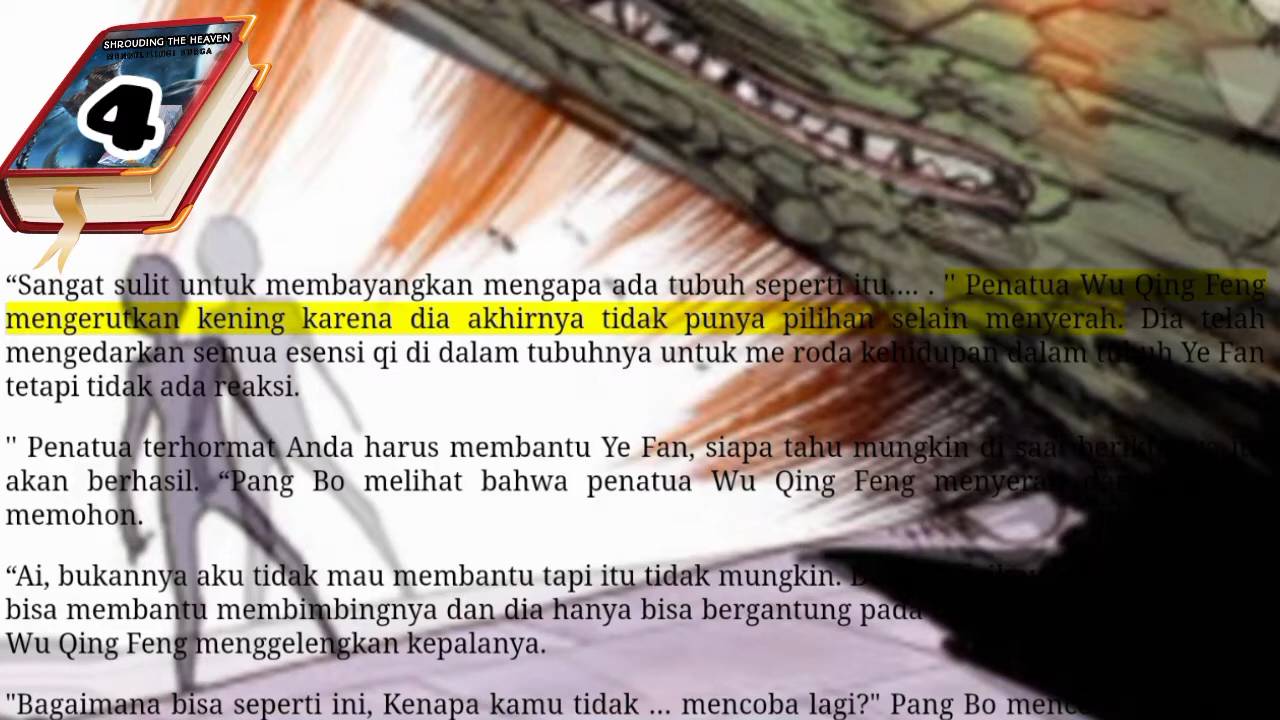 SHROUDING THE HEAVEN
4
“Sangat sulit untuk membayangkan mengapa ada tubuh seperti itu.... . '' Penatua Wu Qing Feng
mengerutkan kening karena dia akhirnya tidak punya pilihan selain menyerah. Dia telah
mengedarkan semua esensi qi di dalam tubuhnya untuk me roda kehidupan dalam tubuh Ye Fan
tetapi tidak ada reaksi.
'' Penatua terhormat Anda harus membantu Ye Fan, siapa tahu mungkin di saat
akan berhasil. “Pang Bo melihat bahwa penatua Wu Qing Feng menyerah
memohon.
“Ai, bukannya aku tidak mau membantu tapi itu tidak mungkin.
bisa membantu membimbingnya dan dia hanya bisa bergantung pada
Wu Qing Feng menggelengkan kepalanya.
"Bagaimana bisa seperti ini, Kenapa kamu tidak ... mencoba lagi?" Pang Bo